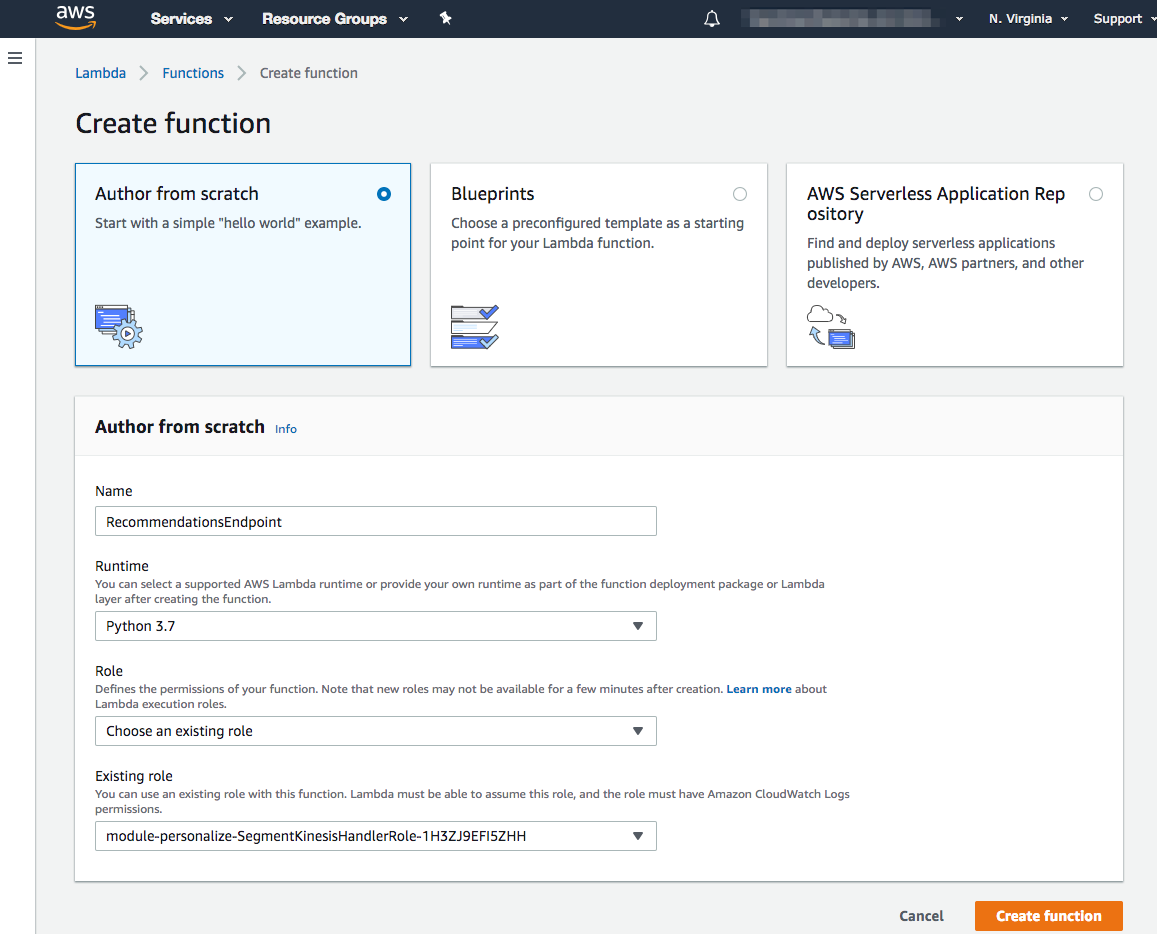 aws Services Resource Groups N. Virginia Support
Lambda Functions Create function
Create function
Author from scratch
Start with a simple "hello world" example.
Blueprints
Choose a preconfigured template as a starting
point for your Lambda function.
AWS Serverless Application Rep
ository
Find and deploy serverless applications
published by AWS, AWS partners, and other
developers.
Author from scratch Info
Name
RecommendationsEndpoint
Runtime
You can select a supported AWS Lambda runtime or provide your own runtime as part of the function deployment package or Lambda
layer after creating the function.
Python 3.7
Role
Defines the permissions of your function. Note that new roles may not be available for a few minutes after creation. Learn more about
Lambda execution roles.
Choose an existing role
Existing role
You can use an existing role with this function. Lambda must be able to assume this role, and the role must have Amazon CloudWatch Logs
permissions.
module-personalize-SegmentKinesisHandlerRole-1H3ZJ9EFI5ZHH
Cancel Create function